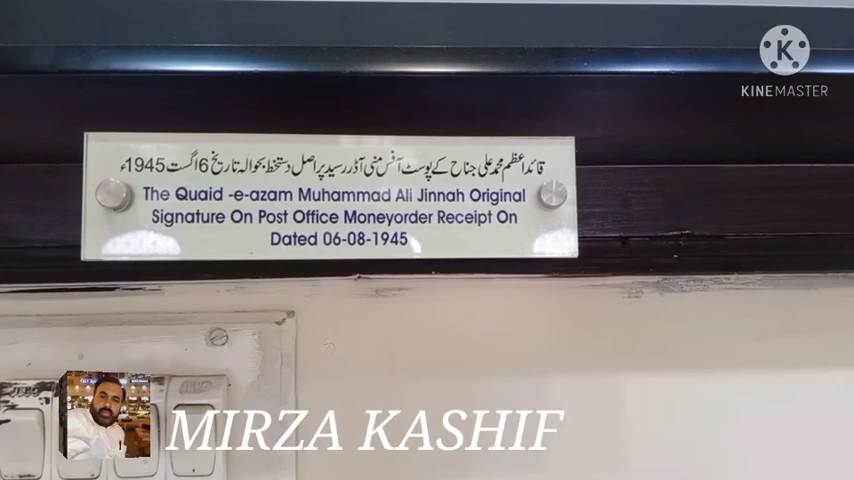 KINEMASTER
قائداعظم محمد علی جناح کے پوسٹ آفس منی آڈر رسید پر اصل دستخط بحوالہ تاریخ 6 اگست 1945ء
The Quaid -e-azam Muhammad Ali Jinnah Original
Signature On Post Office Moneyorder Receipt On
Dated 06-08-1945
MIRZA KASHIF